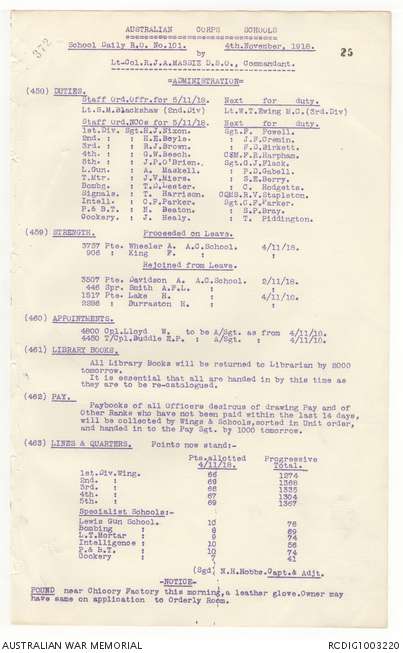 AUSTRALIAN CORPS SCHOOLS
372
School Daily R.O. No.101. 4th.November, 1918. 25
by
Lt-Col.R.J.A.MASSIE D.S.O., Commandant.
=ADMINISTRATION=
(458) DUTIES.
Staff Ord.Offr.for 5/11/18. Next for duty.
Lt.S.M.Blackshaw (2nd.Div) Lt.W.T.Ewing M.C.(3rd.Div)
Staff Ord.NCOs for 5/11/18. Next for duty.
1st.Div. Sgt.H.J.Nixon. Sgt.F. Powell.
2nd. : : H.E.Boyle. : J.P.Cremin.
3rd. : : R.J.Brown. : F.C.Birkett.
4th. : : G.W.Beech. CSM.F.R.Harpham.
5th. : : J.P.O'Brien. Sgt.G.J.Flack.
L.Gun. : A. Maskell. : P.D.Gabell.
T.Mtr. : J.V.Miers. : S.E.Berry.
Bombg. : T.D.Lester. : C. Hodgetts.
Signals. : T. Harrison. CQMS.R.V.Stapleton.
Intell. : C.F.Parker. Sgt.C.F.Parker.
P.& B.T. : H. Beaton. : S.P.Bray.
Cookery. : J. Healy. : T. Piddington.
(459) STRENGTH. Proceeded on Leave.
3737 Pte. Wheeler A. A.C.School. 4/11/18.
906 : King F. : :
Rejoined from Leave.
3507 Pte. Davidson A. A.C.School. 2/11/18.
446 Spr. Smith A.F.L. : :
1517 Pte. Lake H. : 4/11/18.
2286 : Durraston H. : :
(460) APPOINTMENTS.
4800 Cpl.Lloyd W. to be A/Sgt. as from 4/11/18.
4480 T/Cpl.Buddle E.P. : A/Sgt. : 4/11/18.
(461) LIBRARY BOOKS.
All Library Books will be returned to Librarian by 2000
tomorrow.
It is essential that all are handed in by this time as
they are to be re-catalogued.
(462) PAY.
Paybooks of all Officers desirous of drawing Pay and of
Other Ranks who have not been paid within the last 14 days,
will be collected by Wings & Schools,sorted in Unit order,
and handed in to the Pay Sgt. by 1000 tomorrow.
(463) LINES & QUARTERS. Points now stand:-
Pts.allotted Progressive
4/11/18. Total.
1st.Div.Wing. 66 1274
2nd. : 69 1368
3rd. : 66 1335
4th. : 67 1304
5th. : 69 1367
Specialist Schools:-
Lewis Gun School. 10 76
Bombing : 8 69
L.T.Mortar : 9 74
Intelligence : 10 56
P.& B.T. : 10 74
Cookery : 7 41
(Sgd) N.H.Hobbs.Capt.& Adjt.
-NOTICE-
FOUND near Chicory Factory this morning,a leather glove.Owner may
have same on application to Orderly Room.
AUSTRALIAN WAR MEMORIAL RCDIG1003220